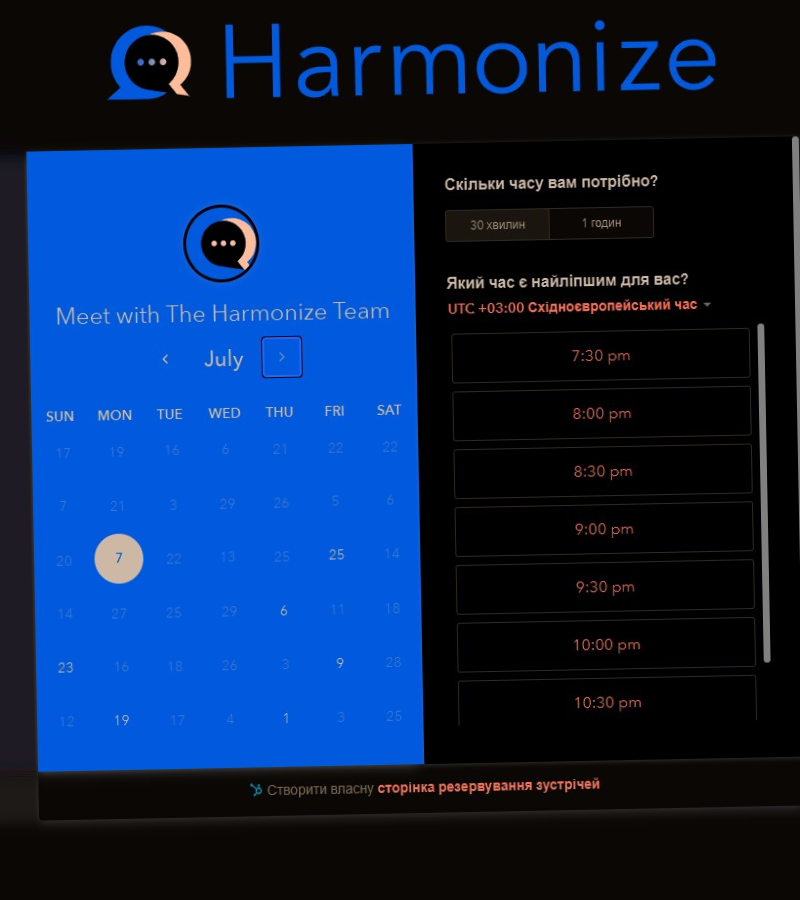 Harmonize
Meet with The Harmonize Team
July
SUN MON TUE WED THU FRI SAT
17 19 16 6 21 22 22
7 21 3 29 26 5 6
20 7 22 13 25 25 14
14 27 25 29 6 11 18
23 16 18 26 3 9 28
12 19 17 4 1 3 25
Скільки часу вам потрібно?
30 хвилин 1 годин
Який час є найліпшим для вас?
UTC +03:00 Східноєвропейський час
7:30 pm
8:00 pm
8:30 pm
9:00 pm
9:30 pm
10:00 pm
10:30 pm
Створити власну сторінка резервування зустрічей